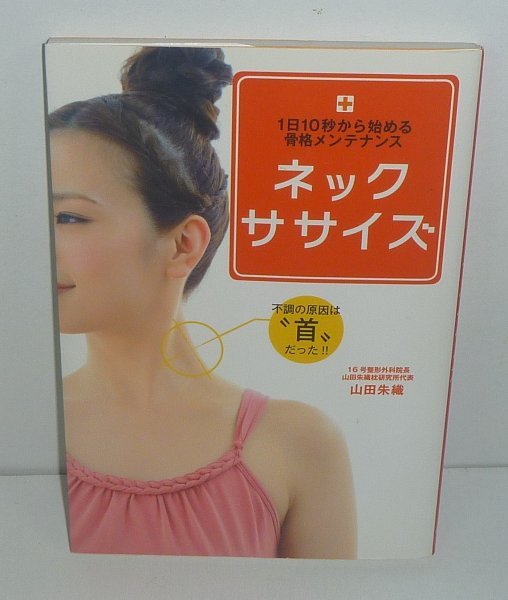 1日10秒から始める
骨格メンテナンス
ネック
ササイズ
不調の原因は
〝首〟
だった!!
16号整形外科院長
山田朱織枕研究所代表
山田朱織